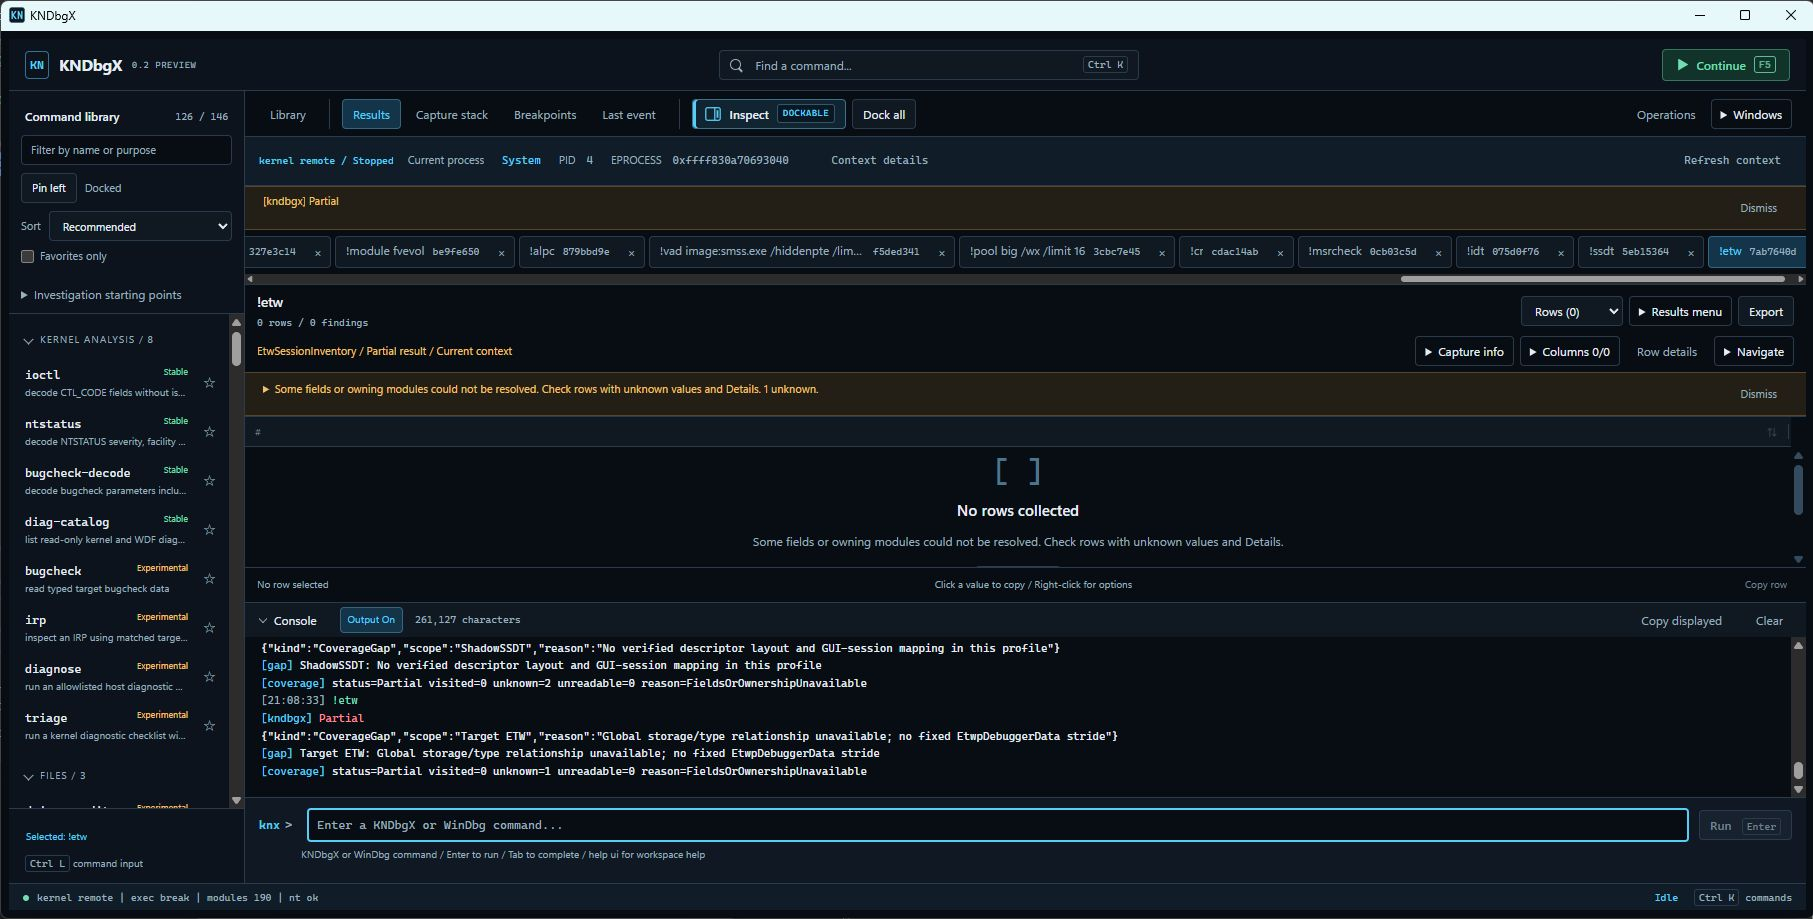 KN KNDbgX
KN KNDbgX 0.2 PREVIEW
Find a command... Ctrl K
Continue F5
Command library 126 / 146
Filter by name or purpose
Pin left Docked
Sort Recommended
Favorites only
Investigation starting points
KERNEL ANALYSIS / 8
ioctl Stable
decode CTL_CODE fields without is...
ntstatus Stable
decode NTSTATUS severity, facility ...
bugcheck-decode Stable
decode bugcheck parameters inclu...
diag-catalog Stable
list read-only kernel and WDF diag...
bugcheck Experimental
read typed target bugcheck data
irp Experimental
inspect an IRP using matched targe...
diagnose Experimental
run an allowlisted host diagnostic ...
triage Experimental
run a kernel diagnostic checklist wi...
FILES / 3
Selected: !etw
Ctrl L command input
Library Results Capture stack Breakpoints Last event Inspect DOCKABLE Dock all Operations Windows
kernel remote / Stopped Current process System PID 4 EPROCESS 0xffff830a70693040 Context details Refresh context
[kndbgx] Partial
Dismiss
327e3c14 × !module fvevol be9fe650 × !alpc 879bbd9e × !vad image:smss.exe /hiddenpte /lim... f5ded341 × !pool big /wx /limit 16 3cbc7e45 × !cr cdac14ab × !msrcheck 0cb03c5d × !idt 075d0f76 × !ssdt 5eb15364 × !etw 7ab7640d
!etw
0 rows / 0 findings
Rows (0) Results menu Export
EtwSessionInventory / Partial result / Current context
Capture info Columns 0/0 Row details Navigate
Some fields or owning modules could not be resolved. Check rows with unknown values and Details. 1 unknown.
Dismiss
#
[ ]
No rows collected
Some fields or owning modules could not be resolved. Check rows with unknown values and Details.
No row selected Click a value to copy / Right-click for options Copy row
Console Output On 261,127 characters Copy displayed Clear
{"kind":"CoverageGap","scope":"ShadowSSDT","reason":"No verified descriptor layout and GUI-session mapping in this profile"}
[gap] ShadowSSDT: No verified descriptor layout and GUI-session mapping in this profile
[coverage] status=Partial visited=0 unknown=2 unreadable=0 reason=FieldsOrOwnershipUnavailable
[21:08:33] !etw
[kndbgx] Partial
{"kind":"CoverageGap","scope":"Target ETW","reason":"Global storage/type relationship unavailable; no fixed EtwpDebuggerData stride"}
[gap] Target ETW: Global storage/type relationship unavailable; no fixed EtwpDebuggerData stride
[coverage] status=Partial visited=0 unknown=1 unreadable=0 reason=FieldsOrOwnershipUnavailable
knx > Enter a KNDbgX or WinDbg command... Run Enter
KNDbgX or WinDbg command / Enter to run / Tab to complete / help ui for workspace help
kernel remote | exec break | modules 190 | nt ok
Idle Ctrl K commands